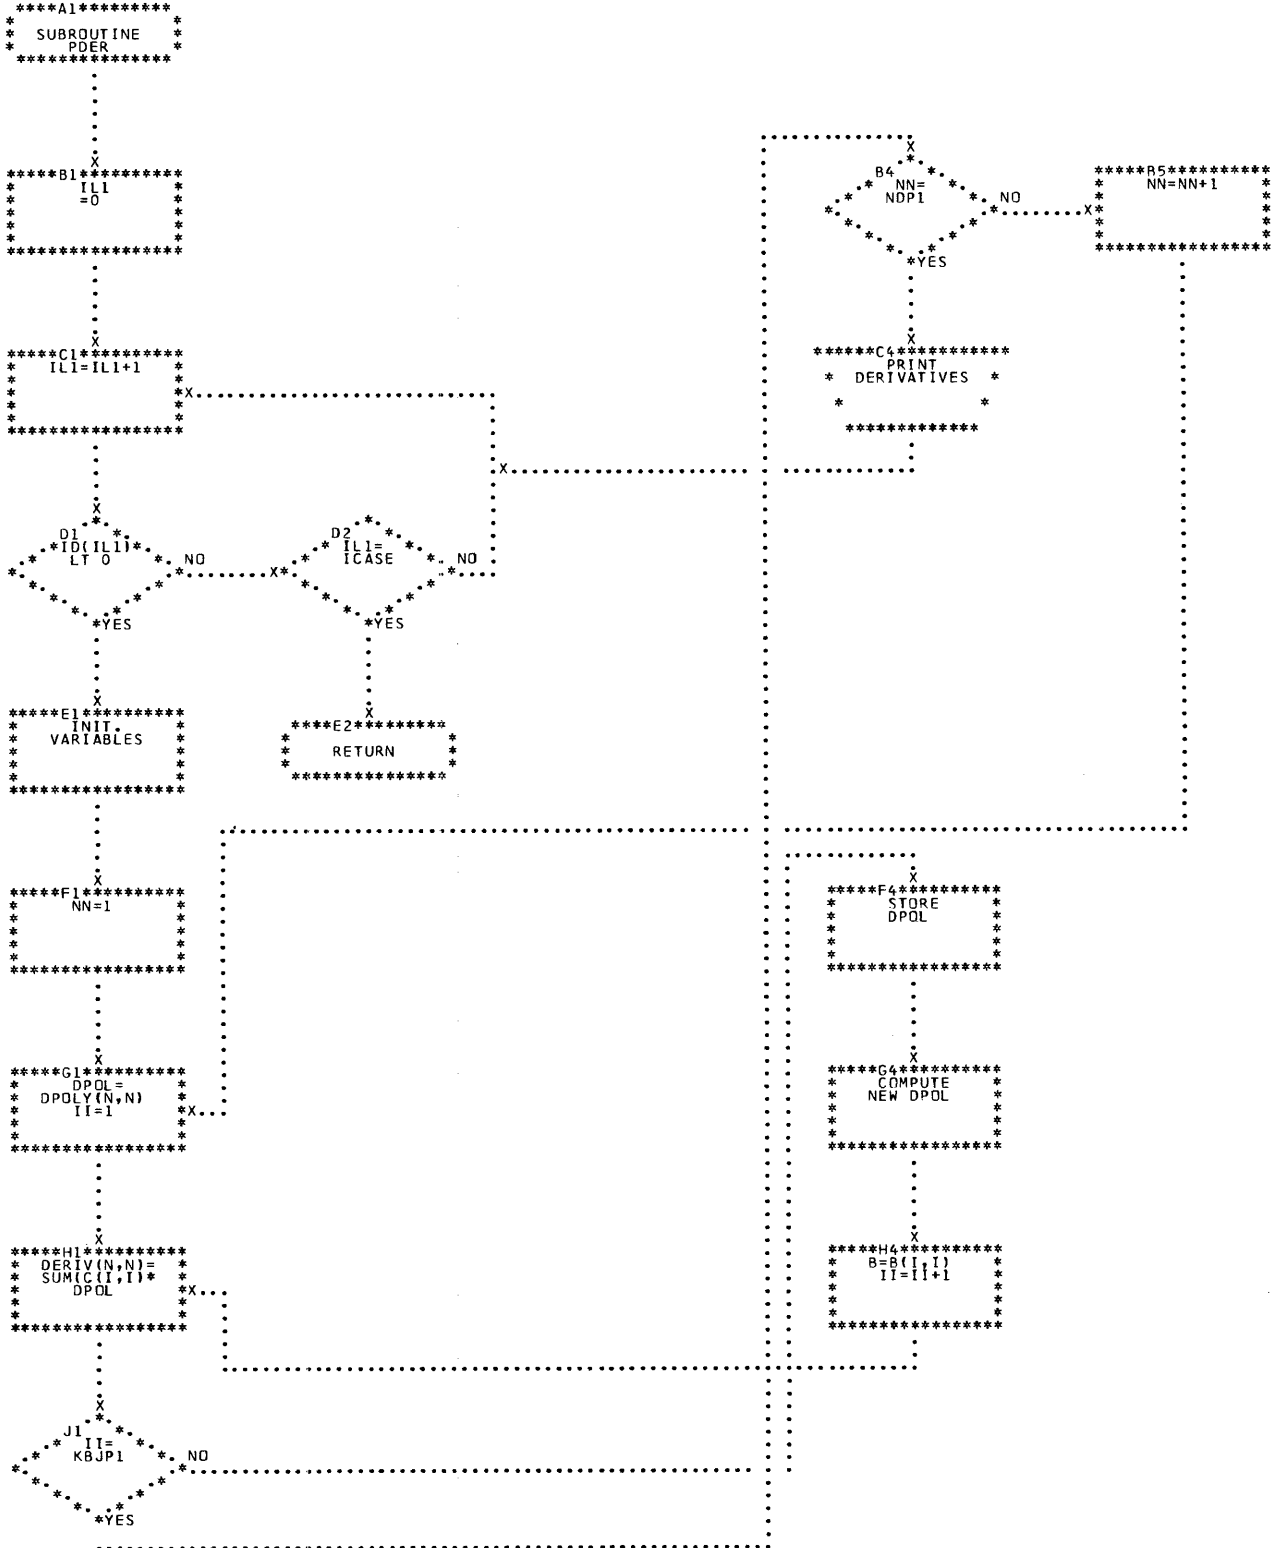 A1
SUBROUTINE
PDER
B1
IL1
=0
C1
IL1=IL1+1
D1
ID(IL1)
LT 0
NO
YES
D2
IL1=
ICASE
NO
YES
E1
INIT.
VARIABLES
E2
RETURN
F1
NN=1
G1
DPOL=
DPOLY(N,N)
II=1
H1
DERIV(N,N)=
SUM(C(I,I)*
DPOL
J1
II=
KBJP1
NO
YES
B4
NN=
NDP1
NO
YES
B5
NN=NN+1
C4
PRINT
DERIVATIVES
F4
STORE
DPOL
G4
COMPUTE
NEW DPOL
H4
B=B(I,I)
II=II+1